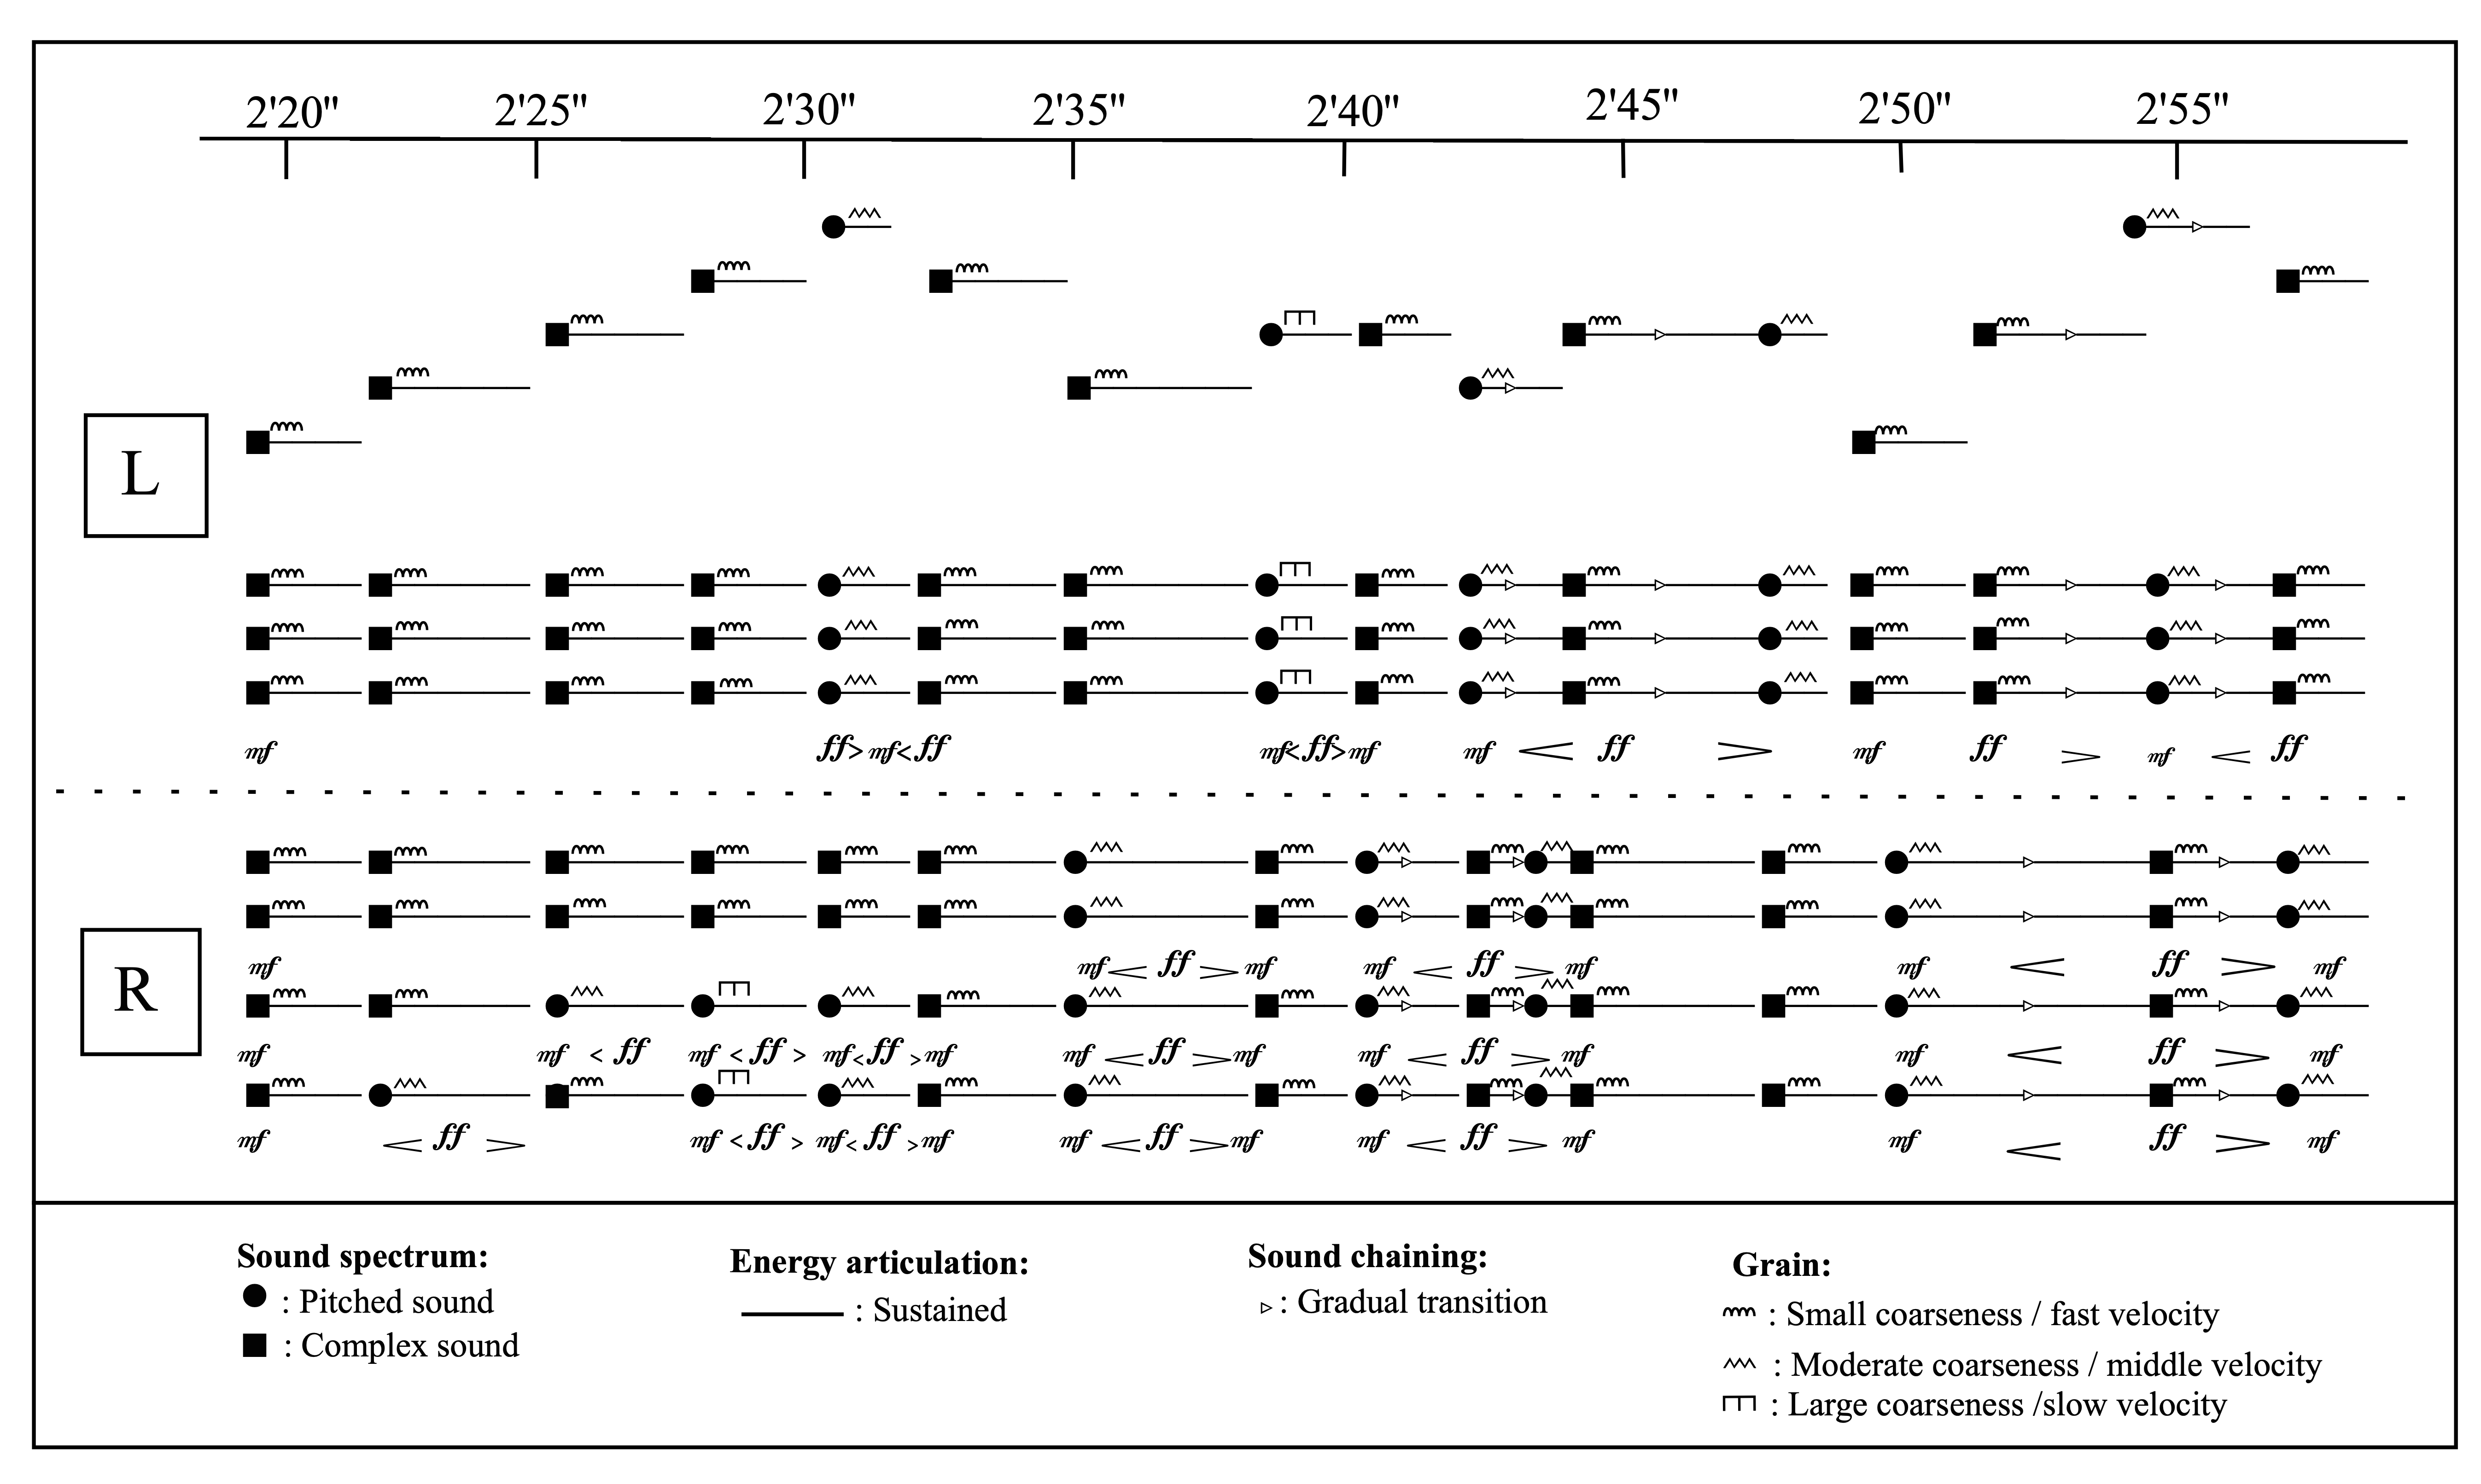 2'20" 2'25" 2'30" 2'35" 2'40" 2'45" 2'50" 2'55"
L
mf ff > mf < ff mf < ff > mf mf < ff > mf ff > mf < ff
R
mf mf < ff > mf mf < ff > mf mf < ff > mf
mf mf < ff mf < ff > mf < ff > mf mf < ff > mf mf < ff > mf mf < ff > mf
mf < ff > mf < ff > mf < ff > mf mf < ff > mf mf < ff > mf mf < ff > mf
Sound spectrum:
: Pitched sound
: Complex sound
Energy articulation:
: Sustained
Sound chaining:
: Gradual transition
Grain:
: Small coarseness / fast velocity
: Moderate coarseness / middle velocity
: Large coarseness /slow velocity